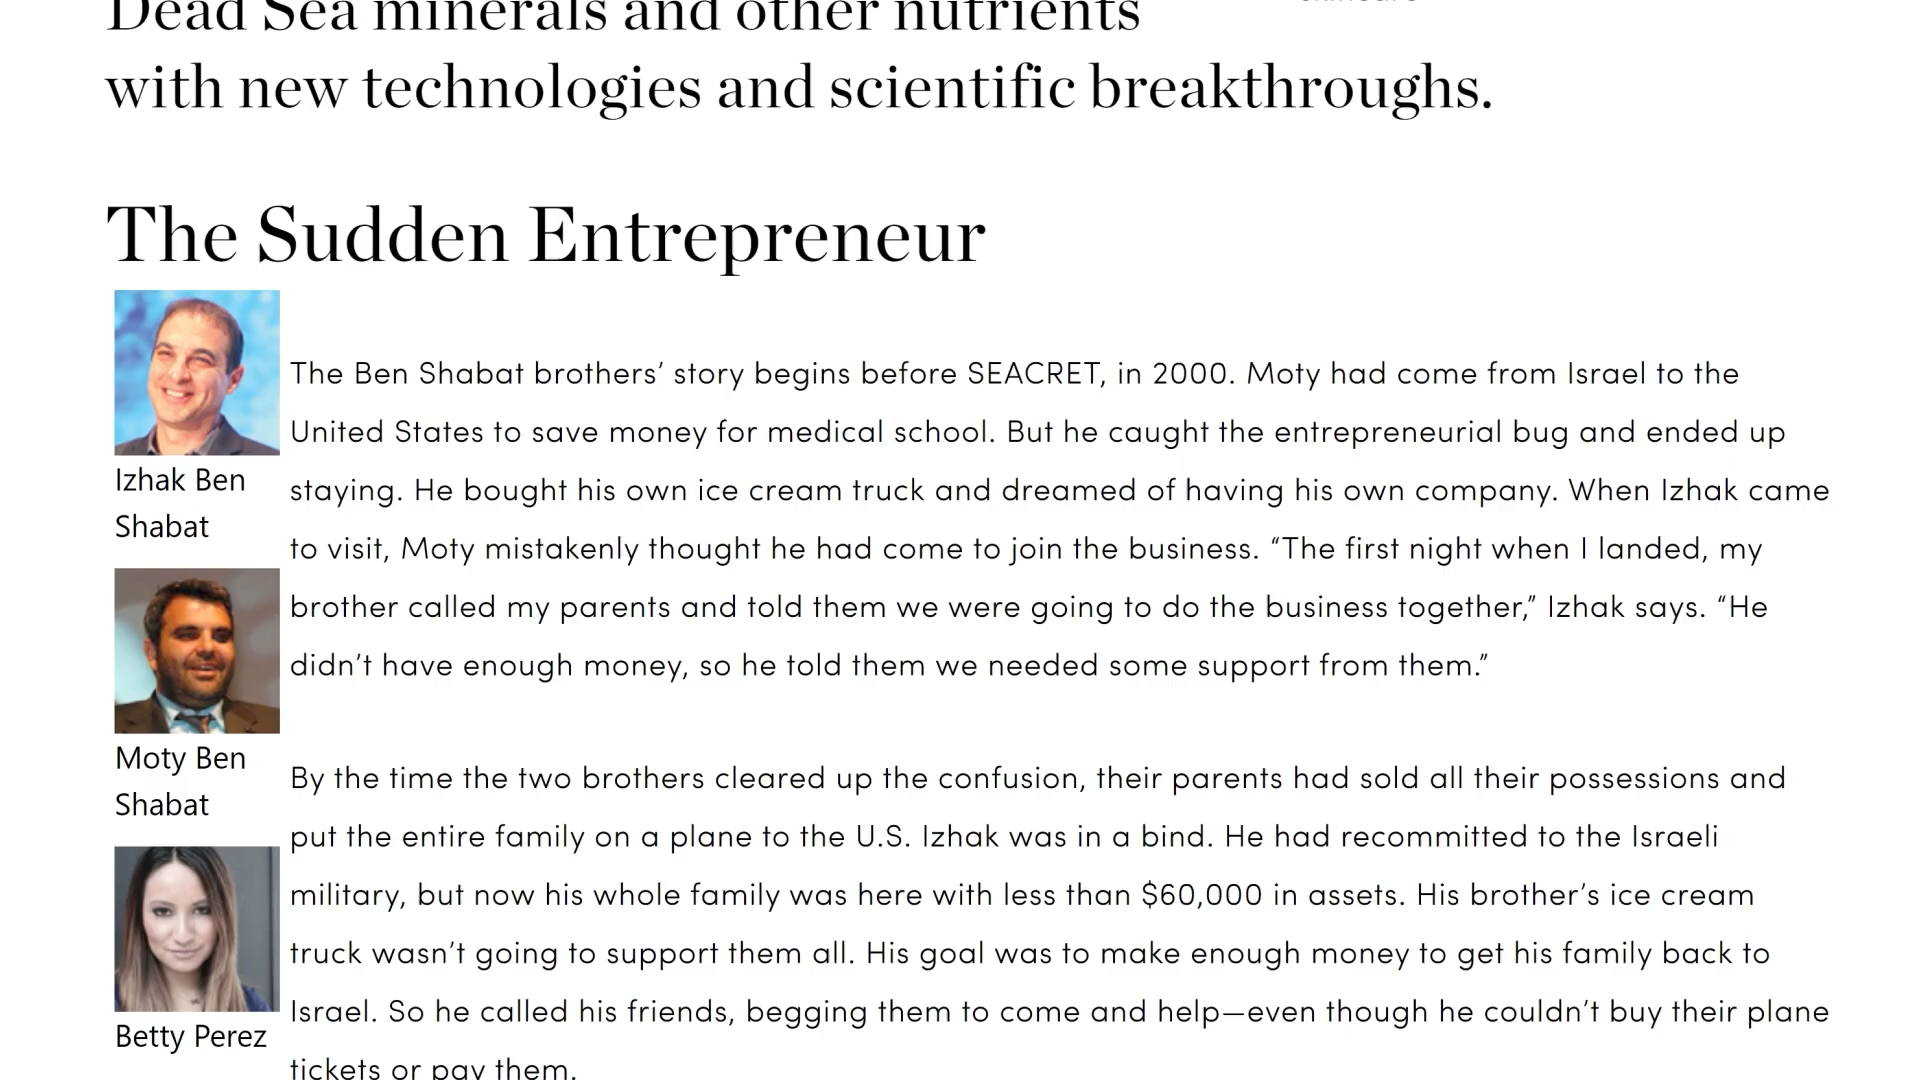 Dead Sea minerals and other nutrients
with new technologies and scientific breakthroughs.
The Sudden Entrepreneur
Izhak Ben
Shabat
Moty Ben
Shabat
Betty Perez
The Ben Shabat brothers’ story begins before SEACRET, in 2000. Moty had come from Israel to the
United States to save money for medical school. But he caught the entrepreneurial bug and ended up
staying. He bought his own ice cream truck and dreamed of having his own company. When Izhak came
to visit, Moty mistakenly thought he had come to join the business. “The first night when I landed, my
brother called my parents and told them we were going to do the business together,” Izhak says. “He
didn’t have enough money, so he told them we needed some support from them.”
By the time the two brothers cleared up the confusion, their parents had sold all their possessions and
put the entire family on a plane to the U.S. Izhak was in a bind. He had recommitted to the Israeli
military, but now his whole family was here with less than $60,000 in assets. His brother’s ice cream
truck wasn’t going to support them all. His goal was to make enough money to get his family back to
Israel. So he called his friends, begging them to come and help—even though he couldn’t buy their plane
tickets or pay them.